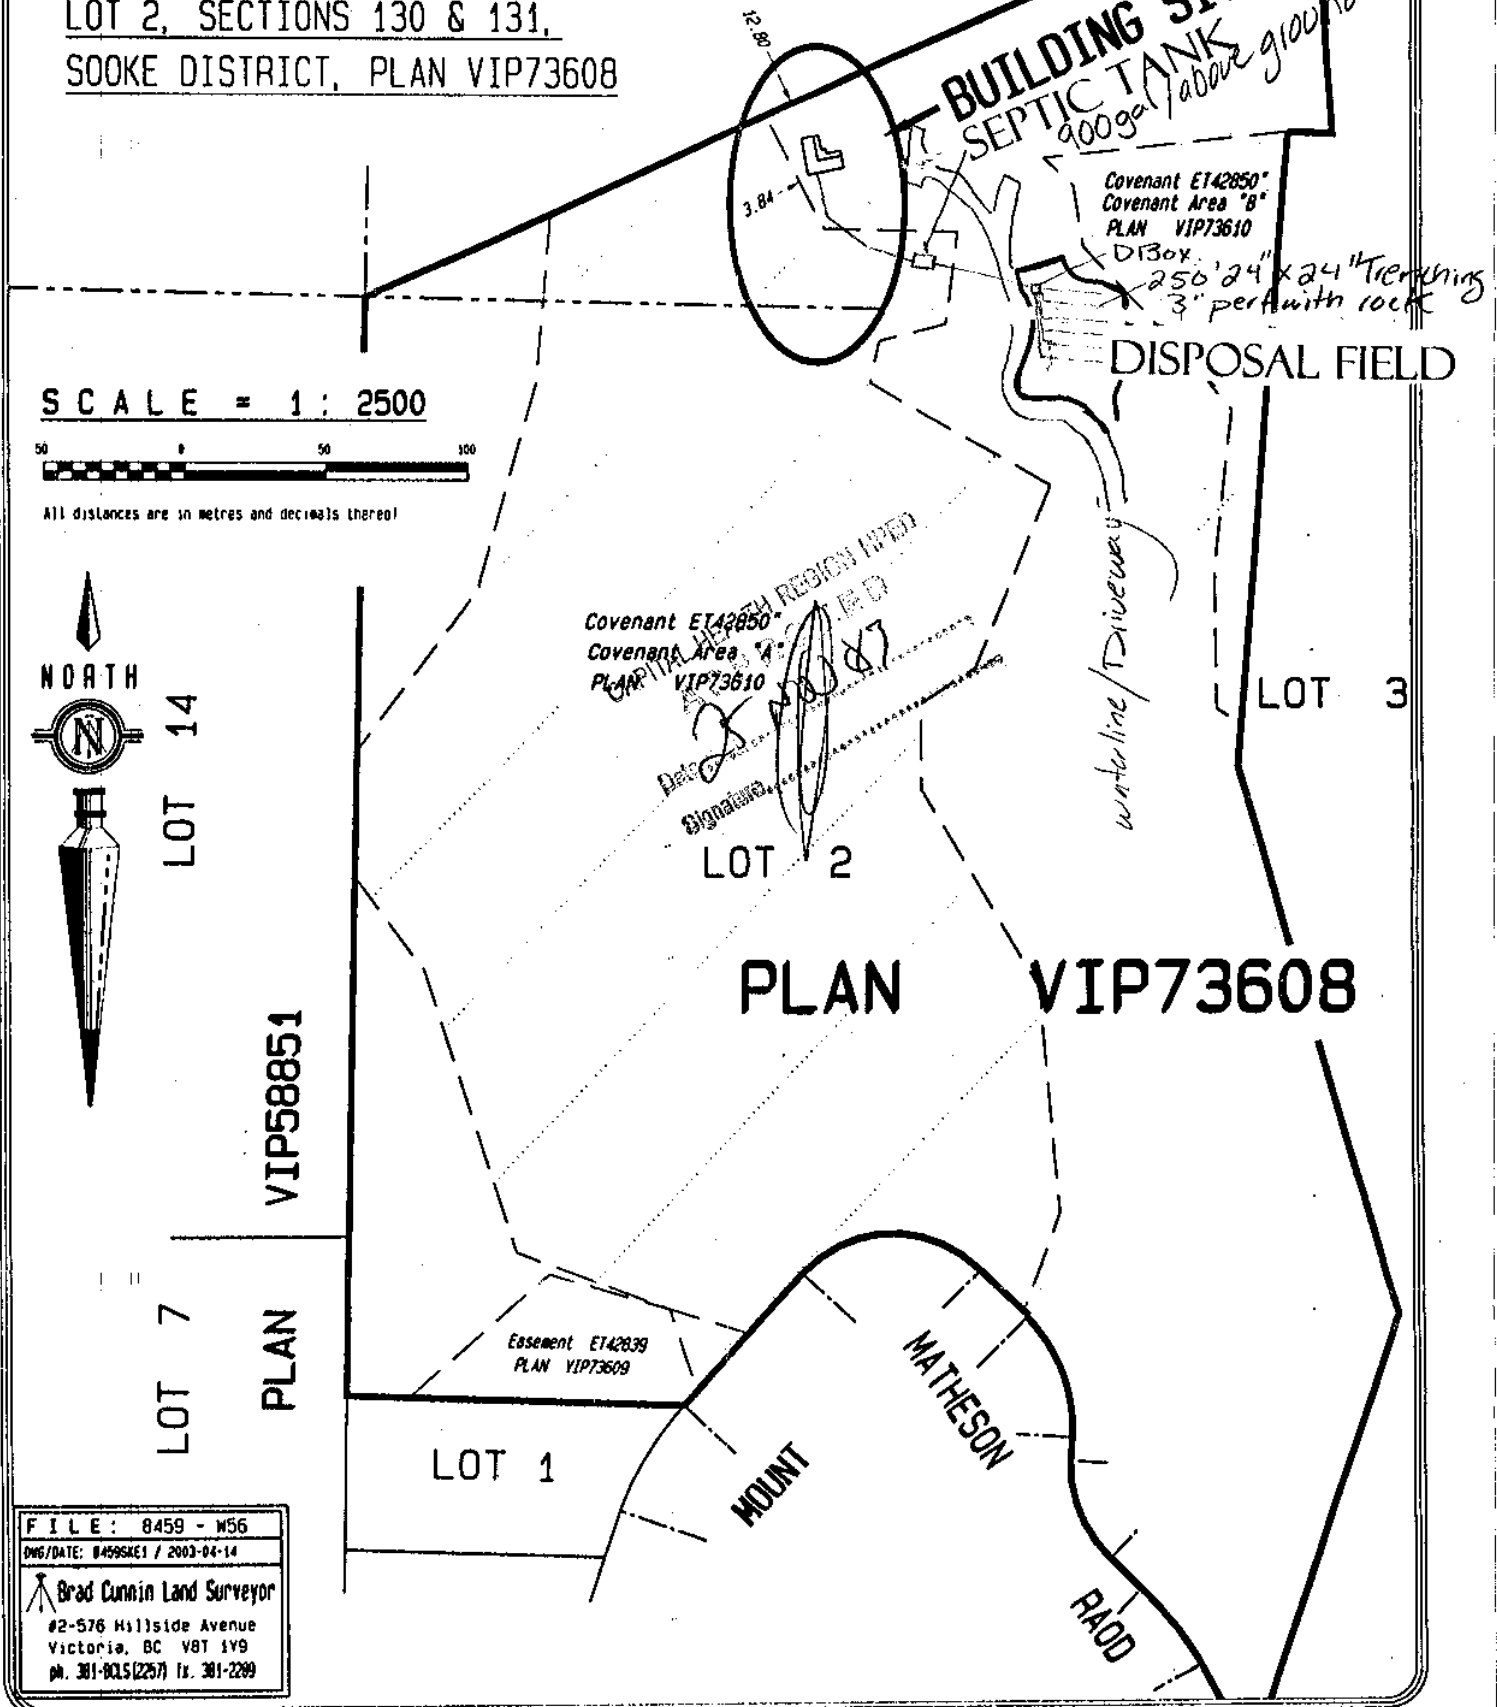 LOT 2, SECTIONS 130 & 131,
SOOKE DISTRICT, PLAN VIP73608
12.80
BUILDING
SEPTIC TANK
900gal/above ground
3.84
Covenant ET42850"
Covenant Area "B"
PLAN VIP73610
DBox
250' 24" x 24" Trenching
3" perf with rock
DISPOSAL FIELD
SCALE = 1 : 2500
50 0 50 100
All distances are in metres and decimals thereof
NORTH
N
LOT 14
Covenant ET42850"
Covenant Area "A"
PLAN VIP73610
CAPITAL HEALTH REGION HPED
Date
Signature
waterline/Driveway
LOT 3
LOT 2
PLAN VIP73608
PLAN VIP58851
LOT 7
Easement ET42839
PLAN VIP73609
LOT 1
MOUNT
MATHESON
RAOD
FILE: 8459 - W56
DWG/DATE: 8459SKE1 / 2003-04-14
Brad Cunnin Land Surveyor
#2-576 Hillside Avenue
Victoria, BC V8T 1Y9
ph. 381-BCLS(2257) fx. 381-2289